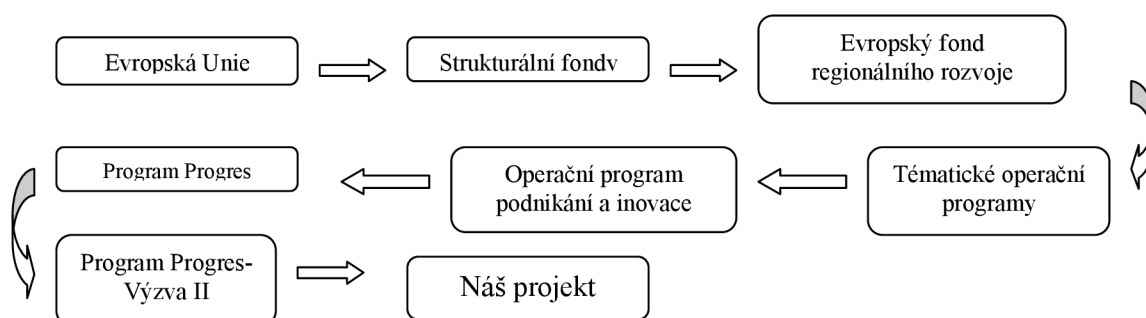 Evropská Unie
Strukturální fondy
Evropský fond
regionálního rozvoje
Tématické operační
programy
Operační program
podnikání a inovace
Program Progres
Program Progres-
Výzva II
Náš projekt